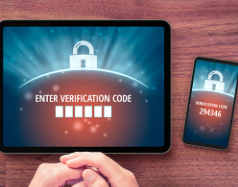 ENTER VERIFICATION CODE
VERIFICATION CODE
294346